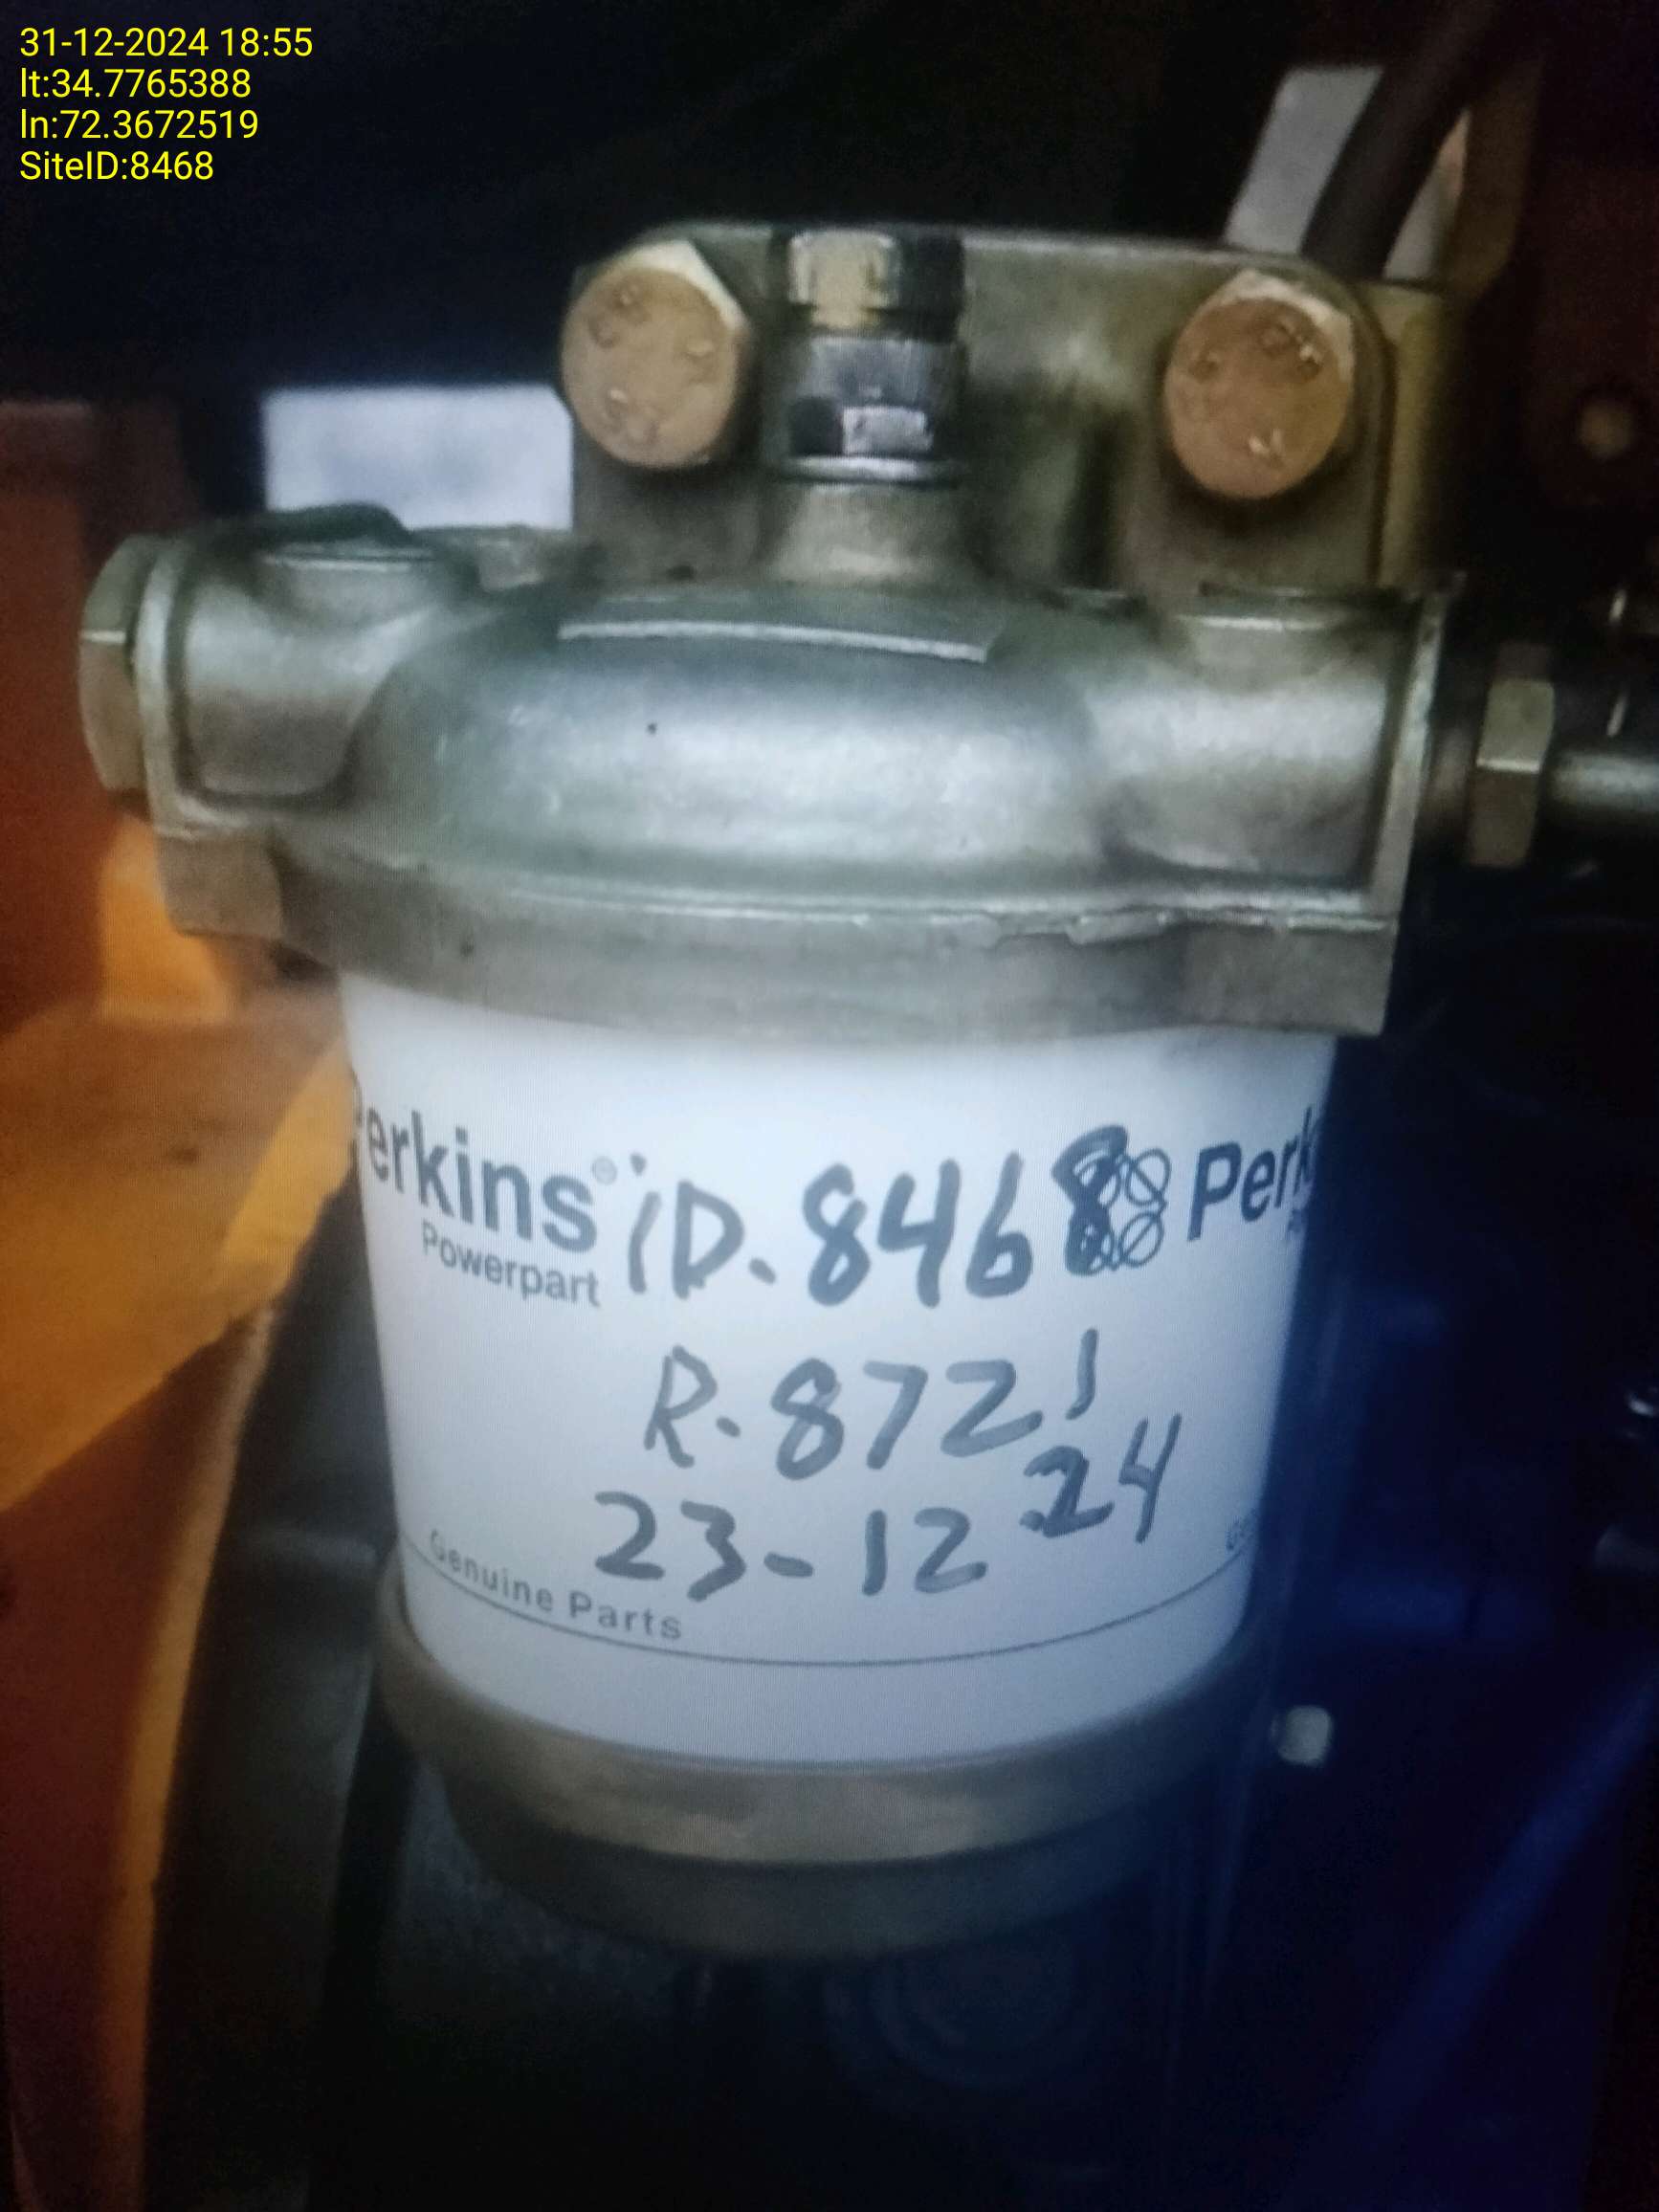 31-12-2024 18:55
lt:34.7765388
ln:72.3672519
SiteID:8468
Perkins® iD.8468 Perk
Powerpart
R.8721
23-12.24
Genuine Parts